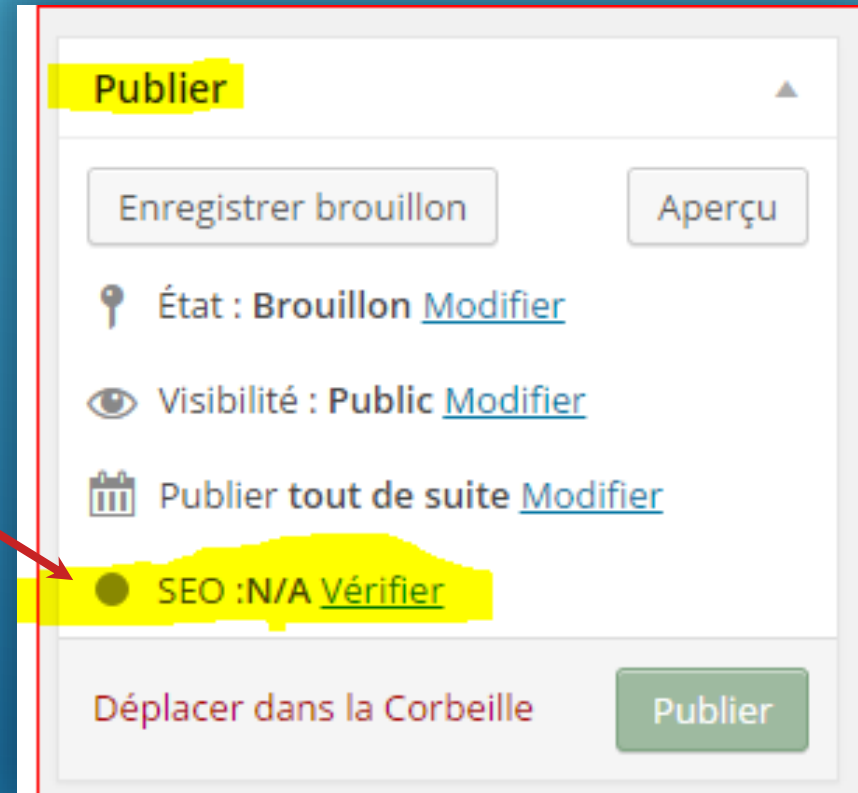 Publier
Enregistrer brouillon
Aperçu
État : Brouillon Modifier
Visibilité : Public Modifier
Publier tout de suite Modifier
SEO :N/A Vérifier
Déplacer dans la Corbeille
Publier